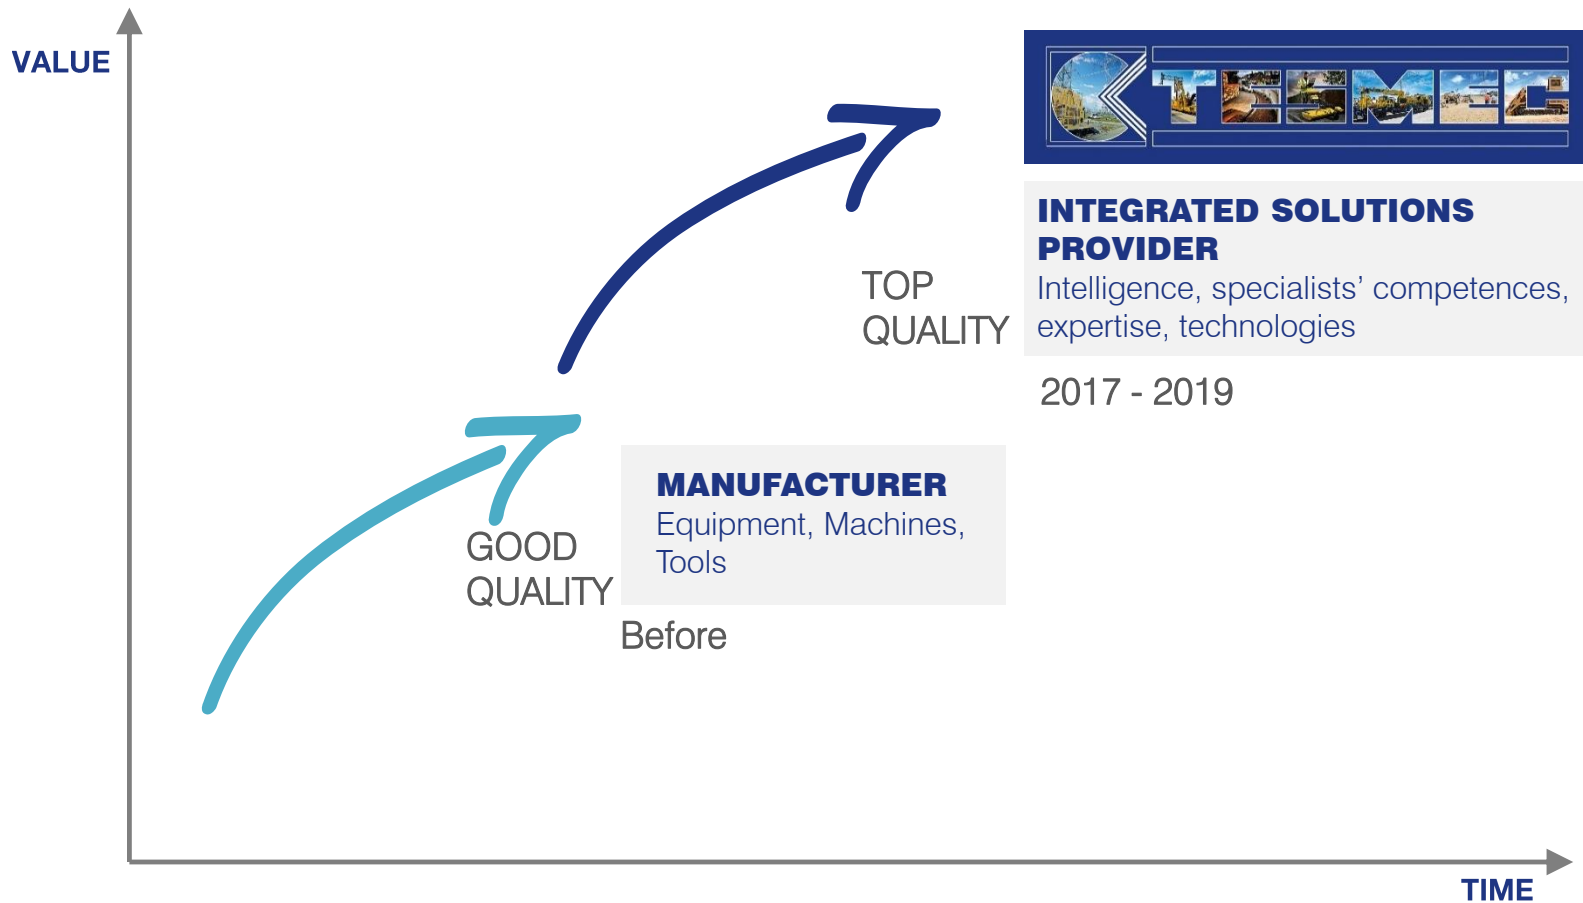 VALUE
TESMEC
INTEGRATED SOLUTIONS
PROVIDER
Intelligence, specialists’ competences,
expertise, technologies
TOP
QUALITY
2017 - 2019
MANUFACTURER
Equipment, Machines,
Tools
GOOD
QUALITY
Before
TIME